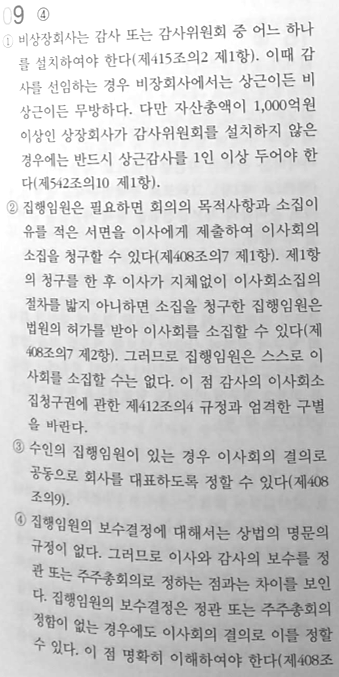 09 ④
① 비상장회사는 감사 또는 감사위원회 중 어느 하나
를 설치하여야 한다(제415조의2 제1항). 이때 감
사를 선임하는 경우 비장회사에서는 상근이든 비
상근이든 무방하다. 다만 자산총액이 1,000억원
이상인 상장회사가 감사위원회를 설치하지 않은
경우에는 반드시 상근감사를 1인 이상 두어야 한
다(제542조의10 제1항).
② 집행임원은 필요하면 회의의 목적사항과 소집이
유를 적은 서면을 이사에게 제출하여 이사회의
소집을 청구할 수 있다(제408조의7 제1항). 제1항
의 청구를 한 후 이사가 지체없이 이사회소집의
절차를 밟지 아니하면 소집을 청구한 집행임원은
법원의 허가를 받아 이사회를 소집할 수 있다(제
408조의7 제2항). 그러므로 집행임원은 스스로 이
사회를 소집할 수는 없다. 이 점 감사의 이사회소
집청구권에 관한 제412조의4 규정과 엄격한 구별
을 바란다.
③ 수인의 집행임원이 있는 경우 이사회의 결의로
공동으로 회사를 대표하도록 정할 수 있다(제408
조의9).
④ 집행임원의 보수결정에 대해서는 상법의 명문의
규정이 없다. 그러므로 이사와 감사의 보수를 정
관 또는 주주총회의로 정하는 점과는 차이를 보인
다. 집행임원의 보수결정은 정관 또는 주주총회의
정함이 없는 경우에도 이사회의 결의로 이를 정할
수 있다. 이 점 명확히 이해하여야 한다(제408조